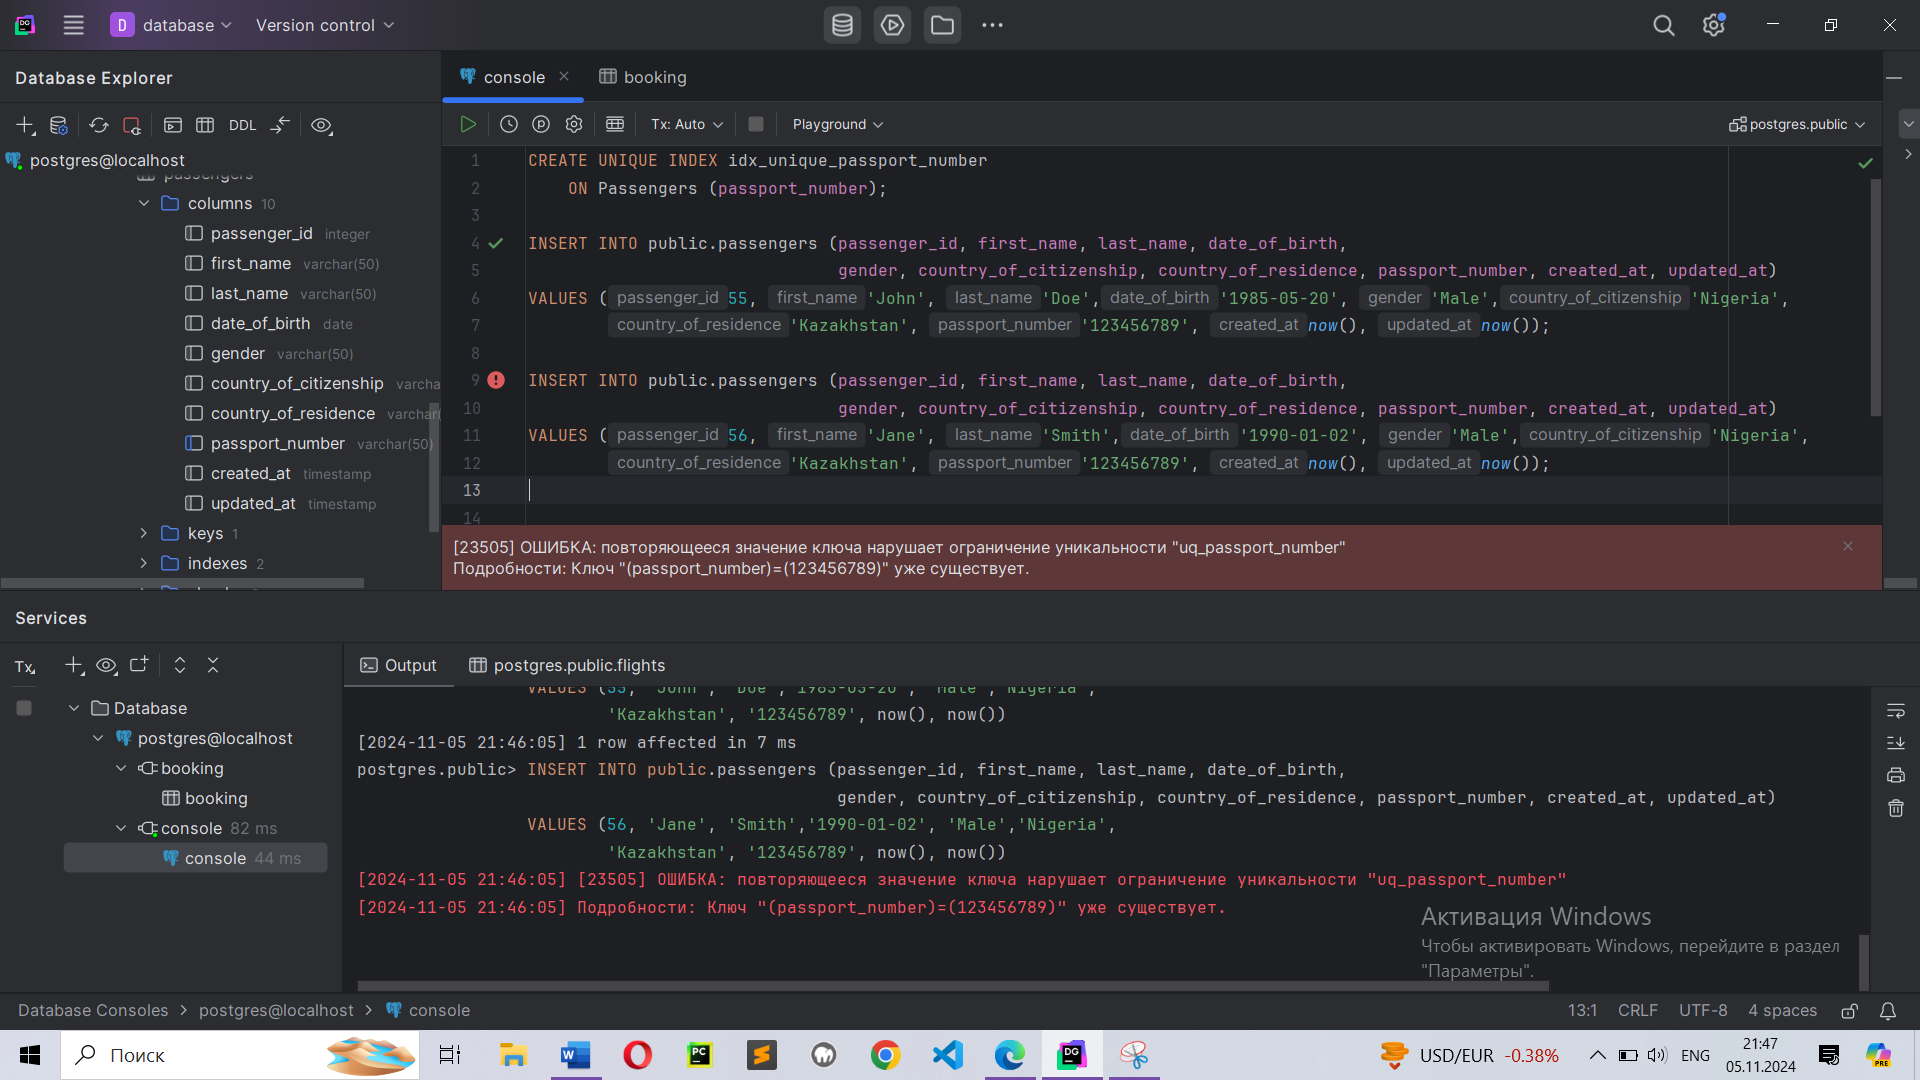 D database Version control
Database Explorer
console booking
DDL
Tx: Auto Playground postgres.public
postgres@localhost
passengers
columns 10
passenger_id integer
first_name varchar(50)
last_name varchar(50)
date_of_birth date
gender varchar(50)
country_of_citizenship varcha
country_of_residence varchar(
passport_number varchar(50)
created_at timestamp
updated_at timestamp
keys 1
indexes 2
1 CREATE UNIQUE INDEX idx_unique_passport_number
2 ON Passengers (passport_number);
3
4 INSERT INTO public.passengers (passenger_id, first_name, last_name, date_of_birth,
5 gender, country_of_citizenship, country_of_residence, passport_number, created_at, updated_at)
6 VALUES ( passenger_id 55, first_name 'John', last_name 'Doe', date_of_birth '1985-05-20', gender 'Male', country_of_citizenship 'Nigeria',
7 country_of_residence 'Kazakhstan', passport_number '123456789', created_at now(), updated_at now());
8
9 INSERT INTO public.passengers (passenger_id, first_name, last_name, date_of_birth,
10 gender, country_of_citizenship, country_of_residence, passport_number, created_at, updated_at)
11 VALUES ( passenger_id 56, first_name 'Jane', last_name 'Smith', date_of_birth '1990-01-02', gender 'Male', country_of_citizenship 'Nigeria',
12 country_of_residence 'Kazakhstan', passport_number '123456789', created_at now(), updated_at now());
13
14
[23505] ОШИБКА: повторяющееся значение ключа нарушает ограничение уникальности "uq_passport_number"
Подробности: Ключ "(passport_number)=(123456789)" уже существует.
Services
Tx
Database
postgres@localhost
booking
booking
console 82 ms
console 44 ms
Output postgres.public.flights
VALUES (55, 'John', 'Doe','1985-05-20', 'Male','Nigeria',
'Kazakhstan', '123456789', now(), now())
[2024-11-05 21:46:05] 1 row affected in 7 ms
postgres.public> INSERT INTO public.passengers (passenger_id, first_name, last_name, date_of_birth,
gender, country_of_citizenship, country_of_residence, passport_number, created_at, updated_at)
VALUES (56, 'Jane', 'Smith','1990-01-02', 'Male','Nigeria',
'Kazakhstan', '123456789', now(), now())
[2024-11-05 21:46:05] [23505] ОШИБКА: повторяющееся значение ключа нарушает ограничение уникальности "uq_passport_number"
[2024-11-05 21:46:05] Подробности: Ключ "(passport_number)=(123456789)" уже существует.
Активация Windows
Чтобы активировать Windows, перейдите в раздел
"Параметры".
Database Consoles > postgres@localhost > console
13:1 CRLF UTF-8 4 spaces
Поиск
USD/EUR -0.38%
ENG
21:47
05.11.2024